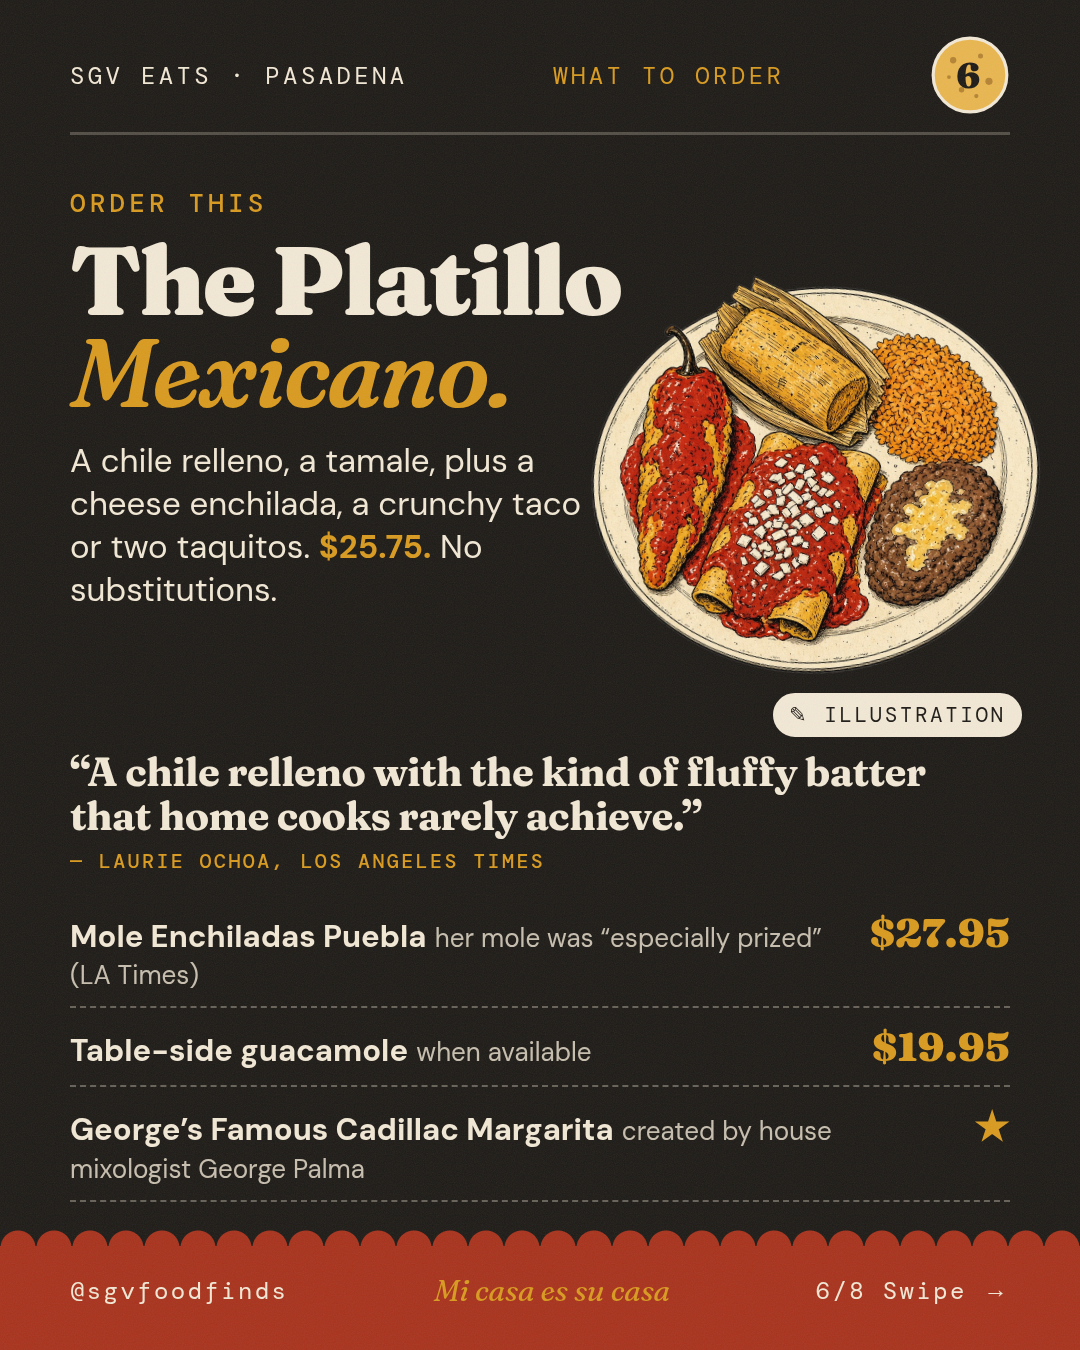 SGV EATS · PASADENA
WHAT TO ORDER
6
ORDER THIS
The Platillo
Mexicano.
A chile relleno, a tamale, plus a
cheese enchilada, a crunchy taco
or two taquitos. $25.75. No
substitutions.
✎ ILLUSTRATION
“A chile relleno with the kind of fluffy batter
that home cooks rarely achieve.”
— LAURIE OCHOA, LOS ANGELES TIMES
Mole Enchiladas Puebla her mole was “especially prized” $27.95
(LA Times)
Table-side guacamole when available $19.95
George’s Famous Cadillac Margarita created by house ★
mixologist George Palma
@sgvfoodfinds
Mi casa es su casa
6/8 Swipe →